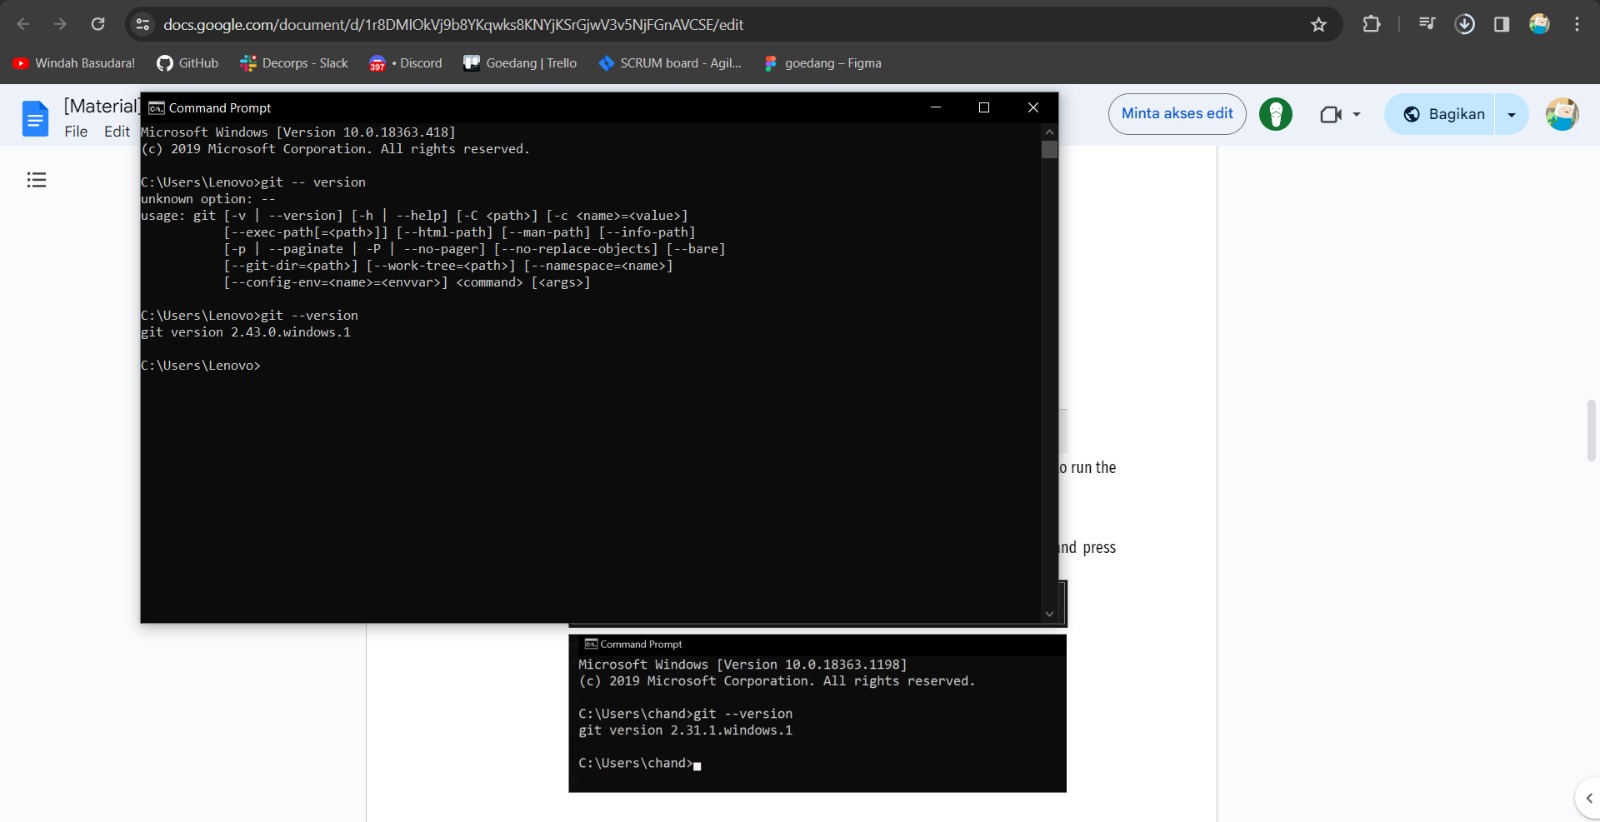 docs.google.com/document/d/1r8DMIOkVj9b8YKqwks8KNYjKSrGjwV3v5NjFGnAVCSE/edit
Windah Basudara!
GitHub
Decorps - Slack
397
• Discord
Goedang | Trello
SCRUM board - Agil...
goedang – Figma
[Material]
File Edit
Minta akses edit
Bagikan
Command Prompt
Microsoft Windows [Version 10.0.18363.418]
(c) 2019 Microsoft Corporation. All rights reserved.
C:\Users\Lenovo>git -- version
unknown option: --
usage: git [-v | --version] [-h | --help] [-C <path>] [-c <name>=<value>]
[--exec-path[=<path>]] [--html-path] [--man-path] [--info-path]
[-p | --paginate | -P | --no-pager] [--no-replace-objects] [--bare]
[--git-dir=<path>] [--work-tree=<path>] [--namespace=<name>]
[--config-env=<name>=<envvar>] <command> [<args>]
C:\Users\Lenovo>git --version
git version 2.43.0.windows.1
C:\Users\Lenovo>
o run the
and press
Command Prompt
Microsoft Windows [Version 10.0.18363.1198]
(c) 2019 Microsoft Corporation. All rights reserved.
C:\Users\chand>git --version
git version 2.31.1.windows.1
C:\Users\chand>